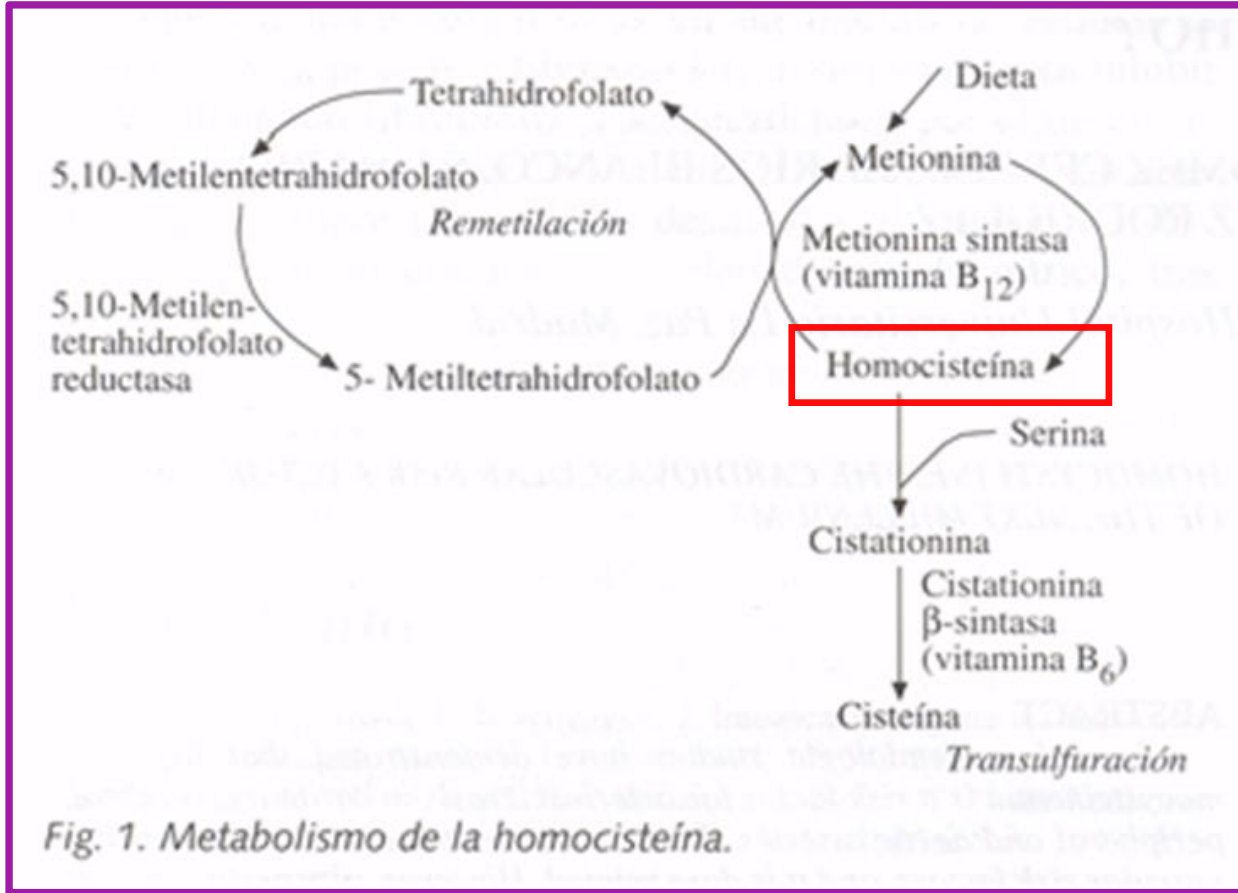 Tetrahidrofolato
Dieta
5,10-Metilentetrahidrofolato
Metionina
Remetilación
Metionina sintasa
(vitamina B12)
5,10-Metilen-
tetrahidrofolato
reductasa
5- Metiltetrahidrofolato
Homocisteína
Serina
Cistationina
Cistationina
β-sintasa
(vitamina B6)
Cisteína
Transulfuración
Fig. 1. Metabolismo de la homocisteína.